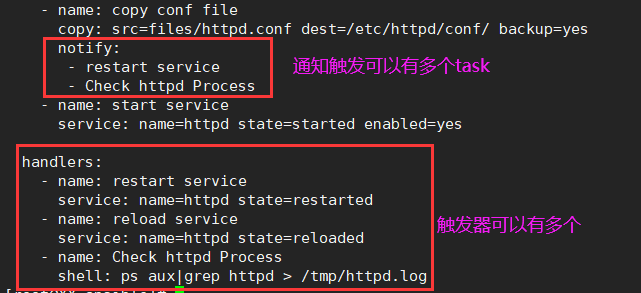 - name: copy conf file
copy: src=files/httpd.conf dest=/etc/httpd/conf/ backup=yes
notify:
- restart service
- Check httpd Process
通知触发可以有多个task
- name: start service
service: name=httpd state=started enabled=yes
handlers:
- name: restart service
service: name=httpd state=restarted
- name: reload service
service: name=httpd state=reloaded
- name: Check httpd Process
shell: ps aux|grep httpd > /tmp/httpd.log
触发器可以有多个